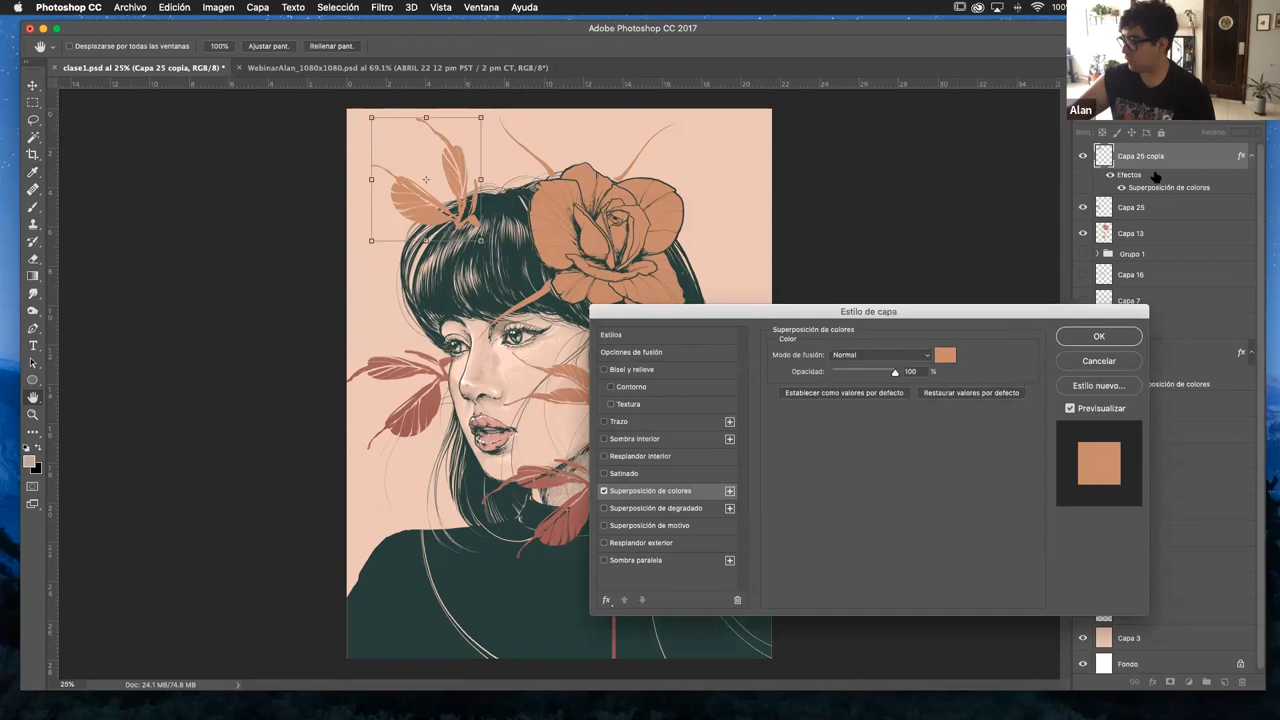 Photoshop CC Archivo Edición Imagen Capa Texto Selección Filtro 3D Vista Ventana Ayuda
Adobe Photoshop CC 2017
Desplazarse por todas las ventanas 100% Ajustar pant. Rellenar pant.
clase1.psd al 25% (Capa 25 copia, RGB/8) * WebinarAlan_1080x1080.psd al 69.1% (ABRIL 22 12 pm PST / 2 pm CT, RGB/8*)
Alan
Capa 25 copia
Efectos
Superposición de colores
Capa 25
Capa 13
Grupo 1
Capa 16
Capa 7
Estilo de capa
Estilos
Opciones de fusión
Bisel y relieve
Contorno
Textura
Trazo
Sombra interior
Resplandor interior
Satinado
Superposición de colores
Superposición de degradado
Superposición de motivo
Resplandor exterior
Sombra paralela
Superposición de colores
Color
Modo de fusión: Normal
Opacidad: 100 %
Establecer como valores por defecto Restaurar valores por defecto
OK
Cancelar
Estilo nuevo...
Previsualizar
Capa 3
Fondo
25% Doc: 24.1 MB/74.8 MB